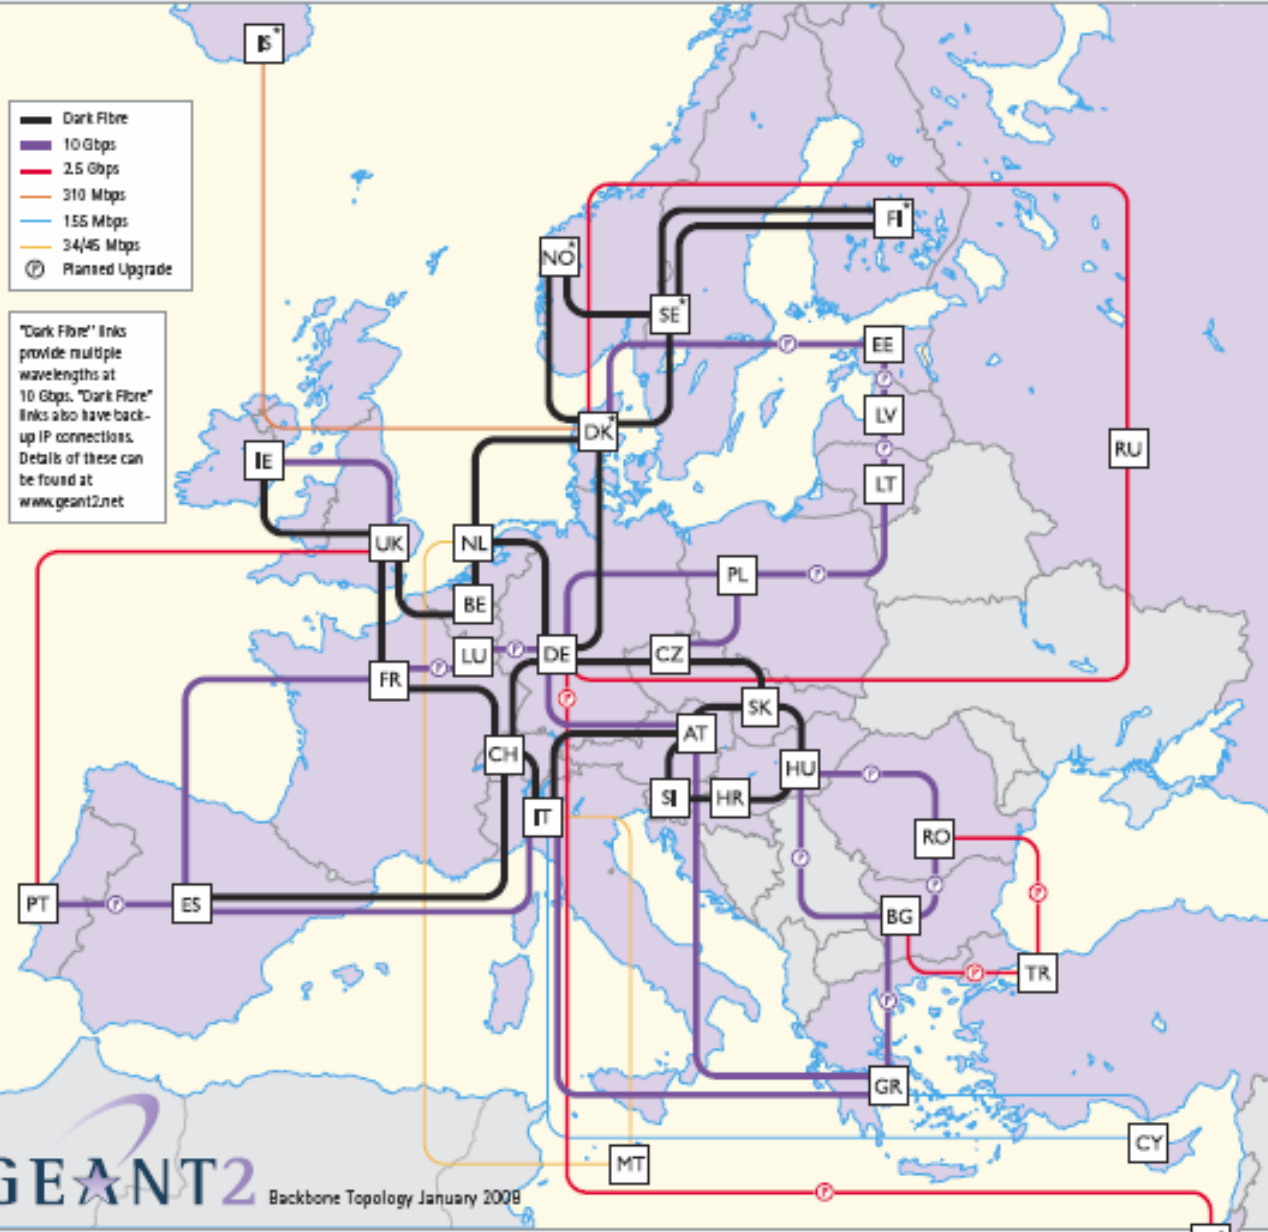 IS*
Dark Fibre
10 Gbps
2.5 Gbps
310 Mbps
155 Mbps
34/45 Mbps
P Planned Upgrade
"Dark Fibre" links
provide multiple
wavelengths at
10 Gbps. "Dark Fibre"
links also have back-
up IP connections.
Details of these can
be found at
www.geant2.net
FI*
NO*
SE*
P
EE
P
LV
DK*
P
RU
IE
LT
UK
NL
PL
P
BE
LU
P
DE
CZ
P
FR
P
SK
AT
CH
HU
P
SI
HR
IT
RO
P
P
P
PT
P
ES
BG
P
TR
P
GR
CY
MT
P
GEANT2
Backbone Topology January 2009